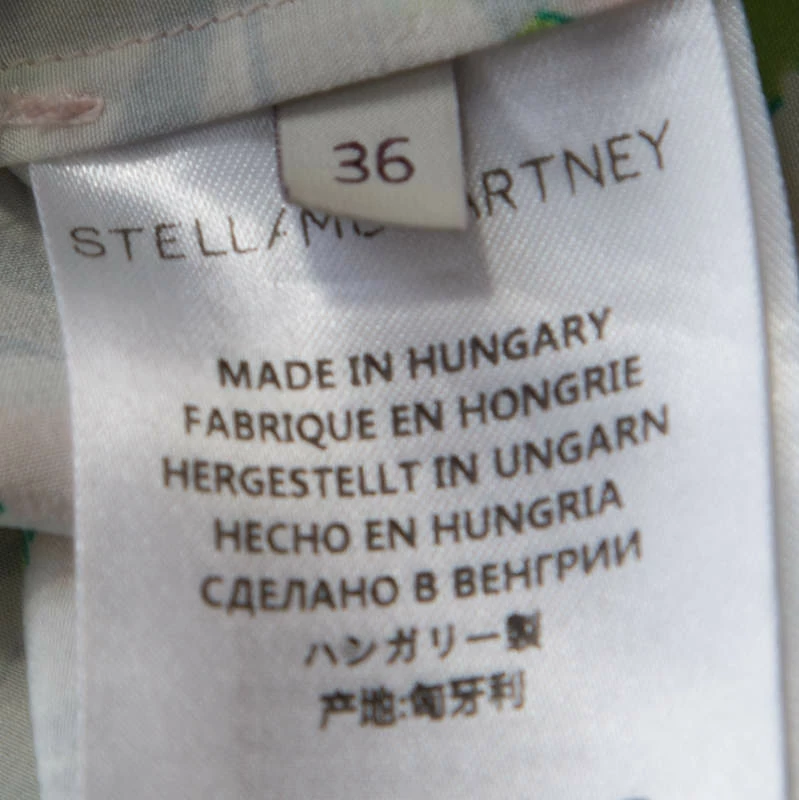 36
STELLA McCARTNEY
MADE IN HUNGARY
FABRIQUE EN HONGRIE
HERGESTELLT IN UNGARN
HECHO EN HUNGRIA
СДЕЛАНО В ВЕНГРИИ
ハンガリー製
产地:匈牙利